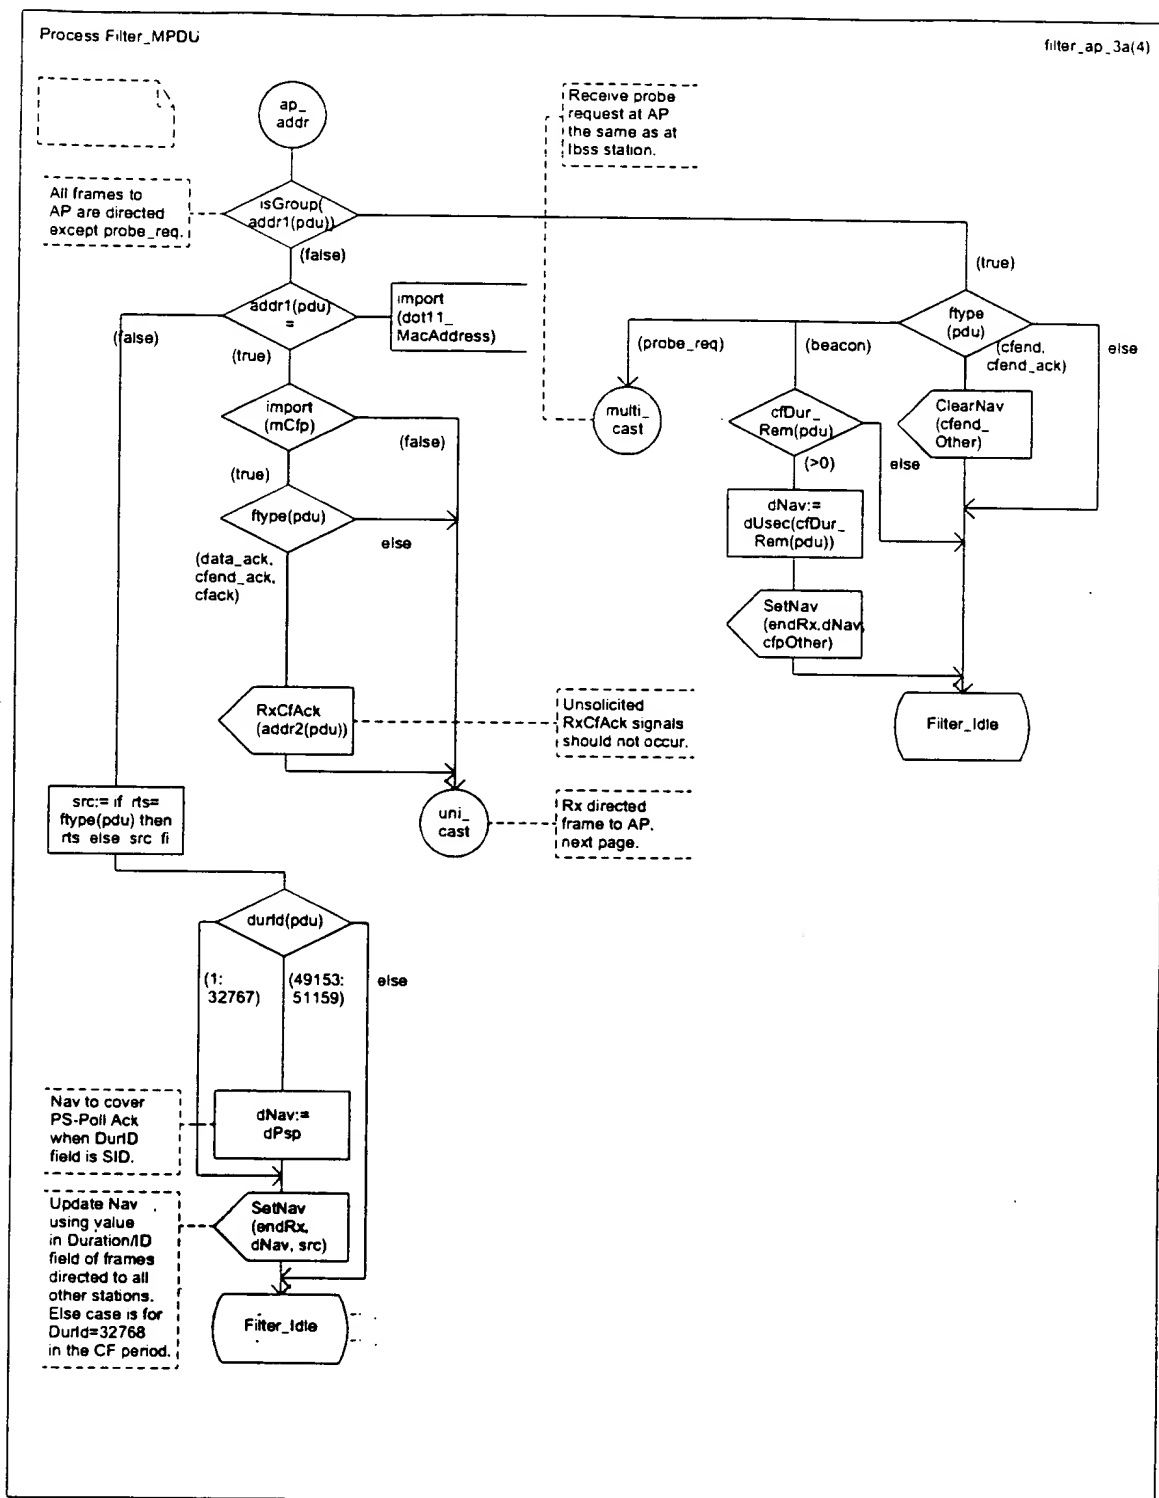 Process Filter_MPDU
filter_ap_3a(4)
ap_
addr
Receive probe
request at AP
the same as at
Ibss station.
All frames to
AP are directed
except probe_req.
isGroup(
addr1(pdu))
(false)
(true)
addr1(pdu)
=
import
(dot11_
MacAddress)
(false)
(true)
ftype
(pdu)
(probe_req)
(beacon)
(cfend,
cfend_ack)
else
import
(mCfp)
(false)
(true)
multi_
cast
cfDur_
Rem(pdu)
(>0)
else
ClearNav
(cfend_
Other)
ftype(pdu)
else
(data_ack,
cfend_ack,
cfack)
dNav:=
dUsec(cfDur_
Rem(pdu))
SetNav
(endRx,dNav,
cfpOther)
RxCfAck
(addr2(pdu))
Unsolicited
RxCfAck signals
should not occur.
Filter_Idle
src:= if rts=
ftype(pdu) then
rts else src fi
uni_
cast
Rx directed
frame to AP,
next page.
durId(pdu)
(1:
32767)
(49153:
51159)
else
Nav to cover
PS-Poll Ack
when DurID
field is SID.
dNav:=
dPsp
Update Nav
using value
in Duration/ID
field of frames
directed to all
other stations.
Else case is for
DurId=32768
in the CF period.
SetNav
(endRx,
dNav, src)
Filter_Idle